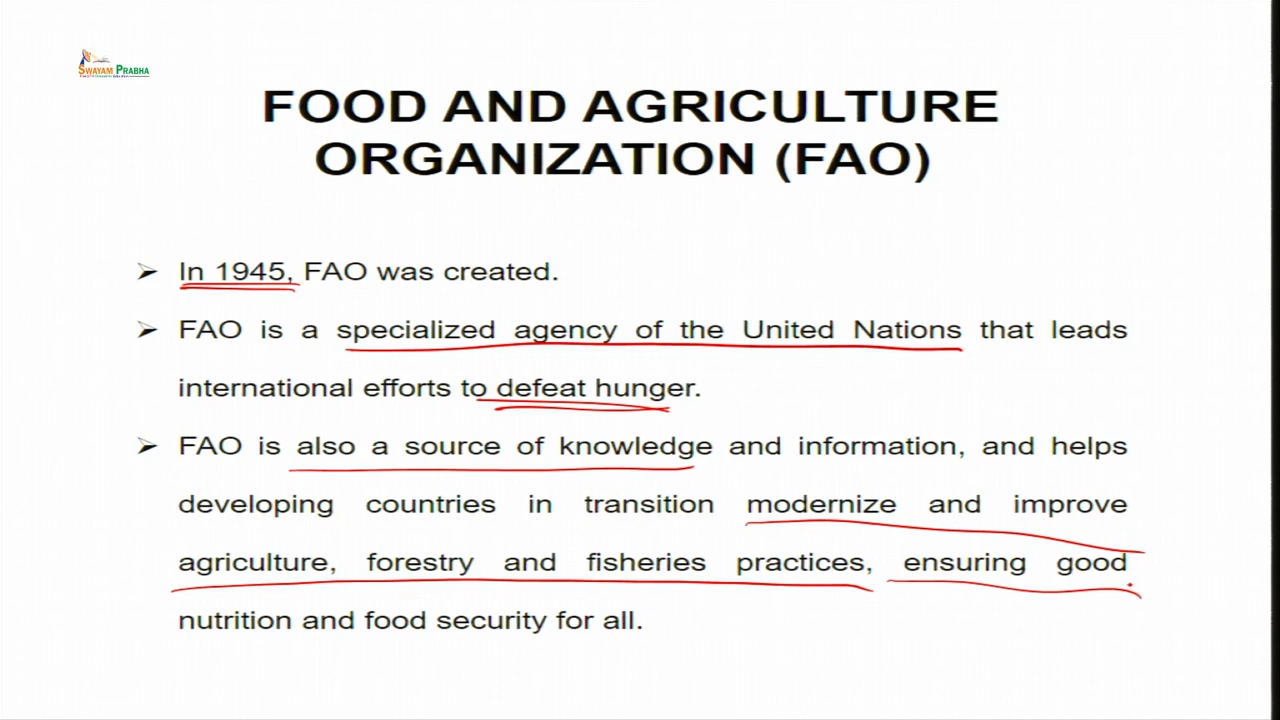 SWAYAM PRABHA
FOOD AND AGRICULTURE
ORGANIZATION (FAO)
➢ In 1945, FAO was created.
➢ FAO is a specialized agency of the United Nations that leads
international efforts to defeat hunger.
➢ FAO is also a source of knowledge and information, and helps
developing countries in transition modernize and improve
agriculture, forestry and fisheries practices, ensuring good
nutrition and food security for all.